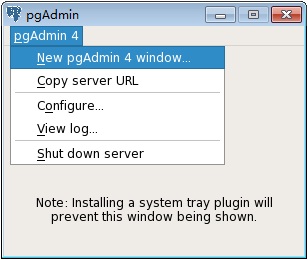 pgAdmin
pgAdmin 4
New pgAdmin 4 window...
Copy server URL
Configure...
View log...
Shut down server
Note: Installing a system tray plugin will
prevent this window being shown.